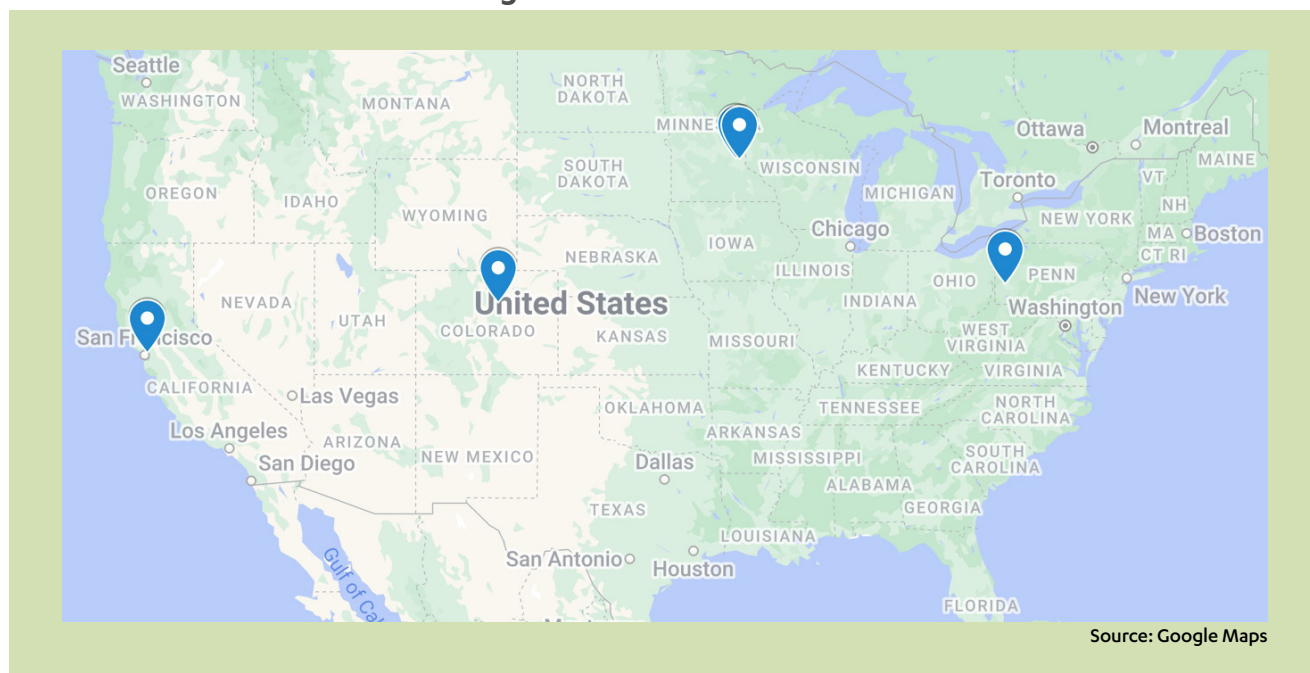 Seattle
WASHINGTON
MONTANA
NORTH
DAKOTA
MINNE
Ottawa
Montreal
MAINE
OREGON
IDAHO
SOUTH
DAKOTA
WISCONSIN
MICHIGAN
Toronto
VT
NH
WYOMING
NEW YORK
Chicago
MA
Boston
CT RI
IOWA
NEBRASKA
ILLINOIS
OHIO
PENN
NEVADA
United States
INDIANA
Washington
New York
UTAH
COLORADO
San F
cisco
KANSAS
MISSOURI
WEST
VIRGINIA
KENTUCKY
VIRGINIA
CALIFORNIA
Las Vegas
OKLAHOMA
TENNESSEE
NORTH
CAROLINA
Los Angeles
ARIZONA
NEW MEXICO
ARKANSAS
San Diego
Dallas
MISSISSIPPI
SOUTH
CAROLINA
ALABAMA
TEXAS
GEORGIA
LOUISIANA
San Antonio
Houston
Gulf of Cal
FLORIDA
Source: Google Maps